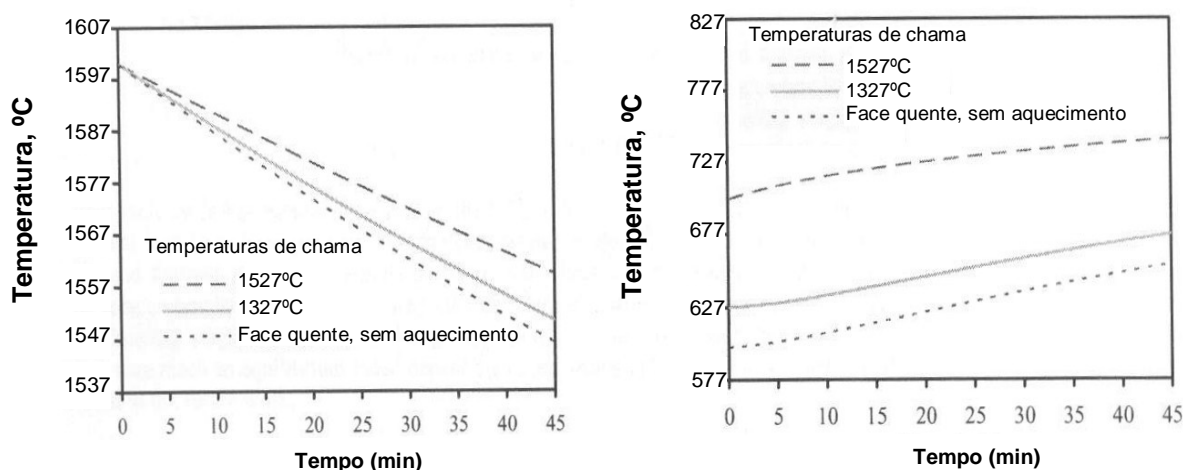 Temperatura, ºC
1607
1597
1587
1577
1567
1557
1547
1537
Temperaturas de chama
1527ºC
1327ºC
Face quente, sem aquecimento
0 5 10 15 20 25 30 35 40 45
Tempo (min)
Temperatura, ºC
827
777
727
677
627
577
Temperaturas de chama
1527ºC
1327ºC
Face quente, sem aquecimento
0 5 10 15 20 25 30 35 40 45
Tempo (min)